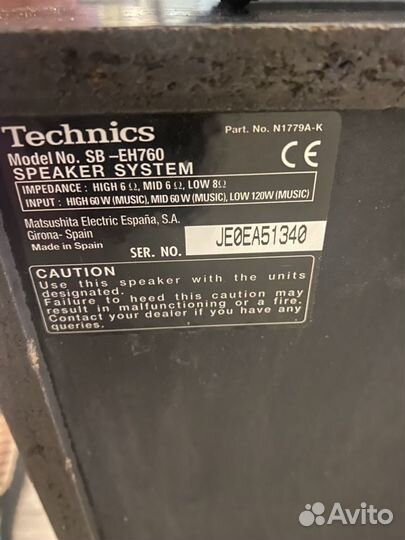 Technics
Part. No. N1779A-K
Model No. SB-EH760
SPEAKER SYSTEM
CE
IMPEDANCE : HIGH 6 Ω, MID 6 Ω, LOW 8Ω
INPUT : HIGH 60 W (MUSIC), MID 60 W (MUSIC), LOW 120W (MUSIC)
Matsushita Electric España, S.A.
Girona- Spain
Made in Spain
SER. NO. JE0EA51340
CAUTION
Use this speaker with the units
designated.
Failure to heed this caution may
result in malfunctioning or a fire.
Contact your dealer if you have any
queries.
Avito